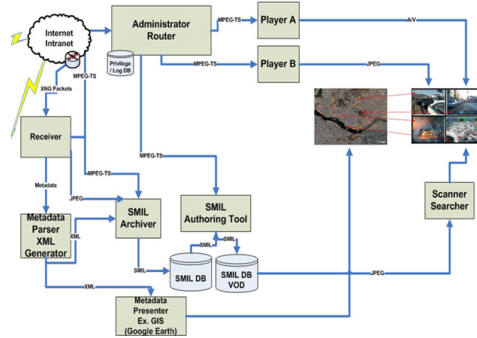 Internet
Intranet
Administrator
Router
Privilege
/ Log DB
MPEG-TS
Player A
A/V
MPEG-TS
Player B
JPEG
XNG Packets
MPEG-TS
Receiver
MPEG-TS
Metadata
MPEG-TS
JPEG
Metadata
Parser
XML
Generator
XML
SMIL
Archiver
SMIL
Authoring Tool
Scanner
Searcher
SMIL
SMIL
SMIL
SMIL DB
SMIL DB
VOD
JPEG
XML
Metadata
Presenter
Ex. GIS
(Google Earth)